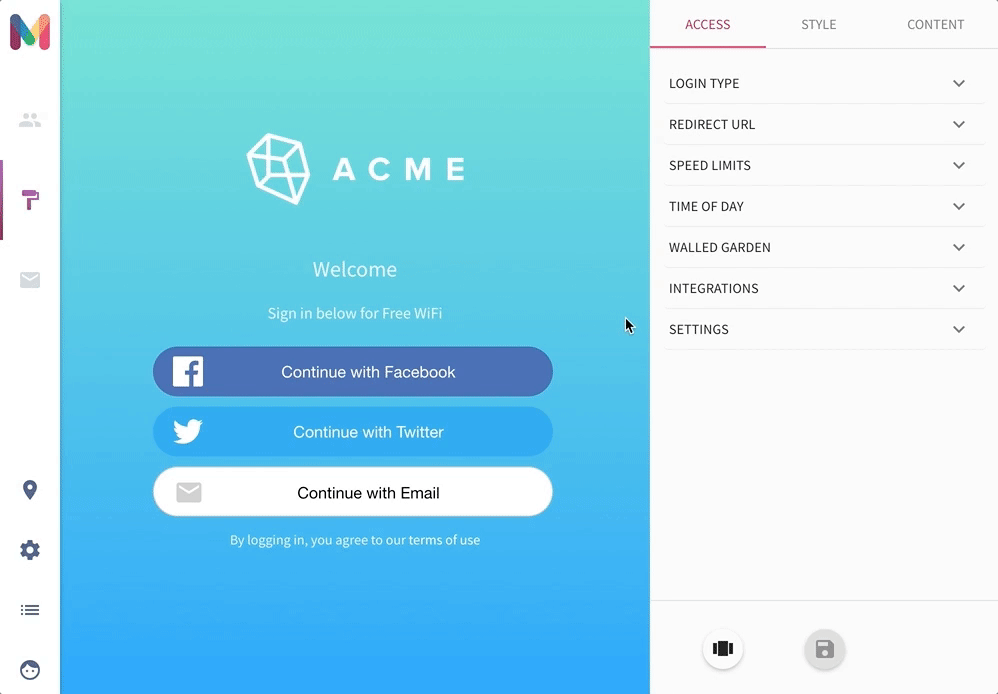 ACCESS STYLE CONTENT
ACME
Welcome
Sign in below for Free WiFi
Continue with Facebook
Continue with Twitter
Continue with Email
By logging in, you agree to our terms of use
LOGIN TYPE
REDIRECT URL
SPEED LIMITS
TIME OF DAY
WALLED GARDEN
INTEGRATIONS
SETTINGS